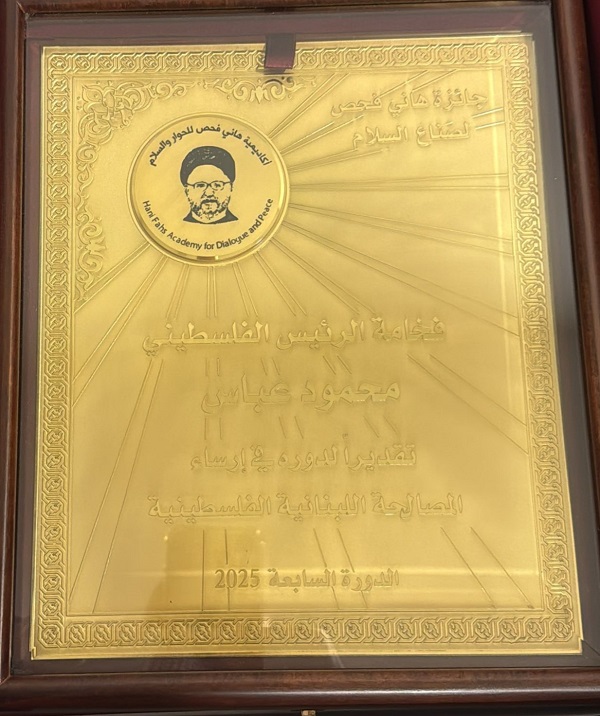 جائزة هاني فحص
لصناع السلام
أكاديمية هاني فحص للحوار والسلام
Hani Fahs Academy for Dialogue and Peace
فخامة الرئيس الفلسطيني
محمود عباس
تقديراً لدوره في إرساء
المصالحة اللبنانية الفلسطينية
الدورة السابعة 2025